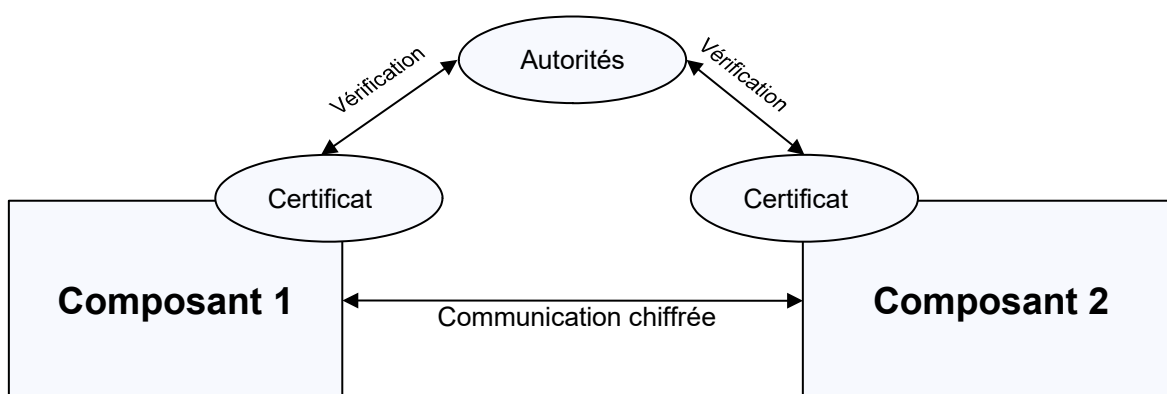 Autorités
Vérification
Vérification
Certificat
Certificat
Composant 1
Composant 2
Communication chiffrée